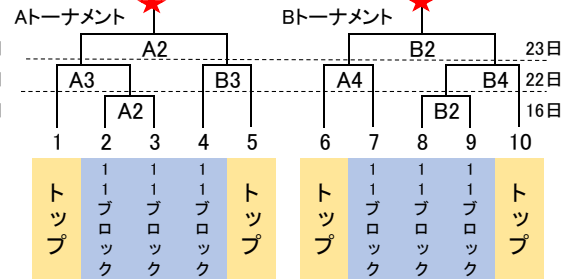 Aトーナメント Bトーナメント
日 A2 B2 23日
日 A3 B3 A4 B4 22日
日 A2 B2 16日
1 2 3 4 5 6 7 8 9 10
トップ 11ブロック 11ブロック 11ブロック トップ トップ 11ブロック 11ブロック 11ブロック トップ